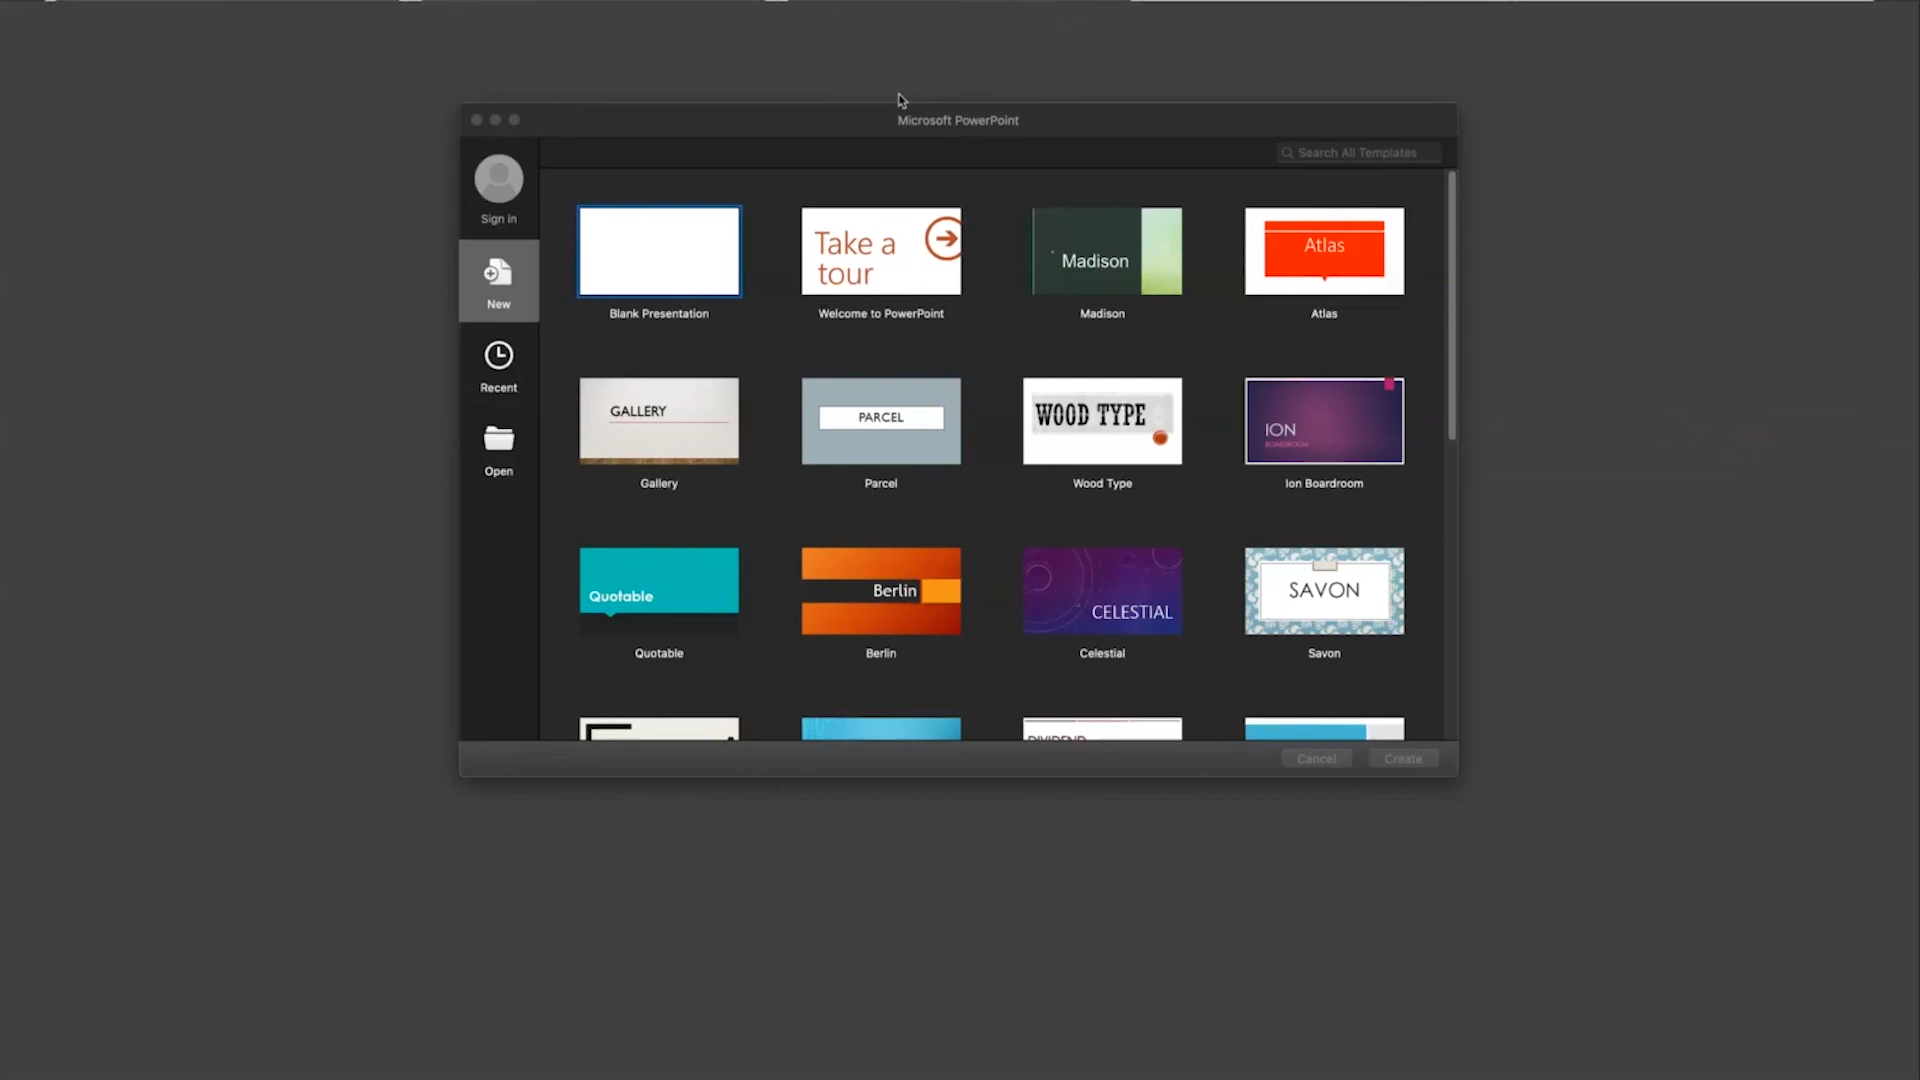 Microsoft PowerPoint
Search All Templates
Sign in
New
Recent
Open
Take a
tour
Madison
Atlas
Blank Presentation
Welcome to PowerPoint
Madison
Atlas
GALLERY
PARCEL
WOOD TYPE
ION
BOARDROOM
Gallery
Parcel
Wood Type
Ion Boardroom
Quotable
Berlin
CELESTIAL
SAVON
Quotable
Berlin
Celestial
Savon
DIVIDEND
Cancel
Create